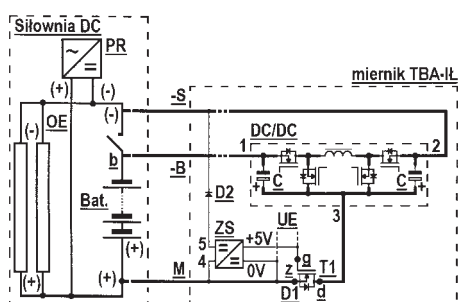 Siłownia DC
PR
(+)
(-)
miernik TBA-IŁ
(-)
-S
(-)
OE
DC/DC
1
2
b
-B
C
C
+
+
Bat.
D2
3
ZS
UE
+5V
5
4
0V
g
(+)
z
T1
(+)
(+)
M
D1
d